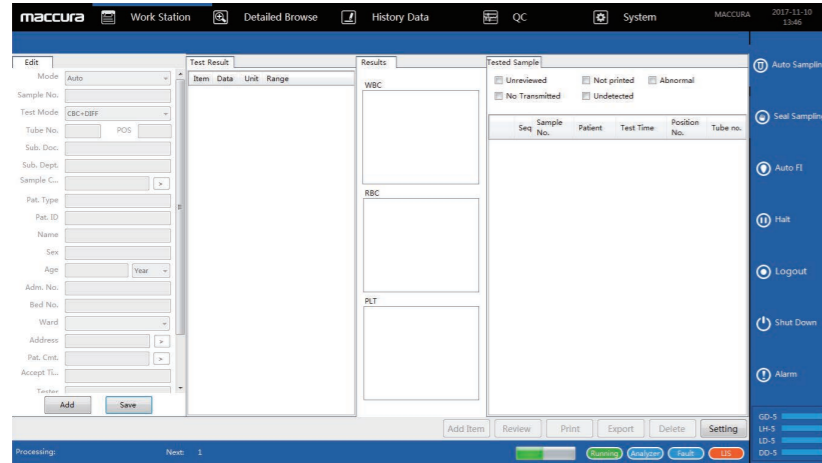 maccura Work Station Detailed Browse History Data QC System MACCURA 2017-11-10
13:46
Edit
Mode Auto
Sample No.
Test Mode CBC+DIFF
Tube No. POS
Sub. Doc.
Sub. Dept.
Sample C... >
Pat. Type
Pat. ID
Name
Sex
Age Year
Adm. No.
Bed No.
Ward
Address >
Pat. Cmt. >
Accept Ti...
Tester
Add Save
Test Result
Item Data Unit Range
Results
WBC
RBC
PLT
Tested Sample
Unreviewed Not printed Abnormal
No Transmitted Undetected
Seq Sample No. Patient Test Time Position No. Tube no.
Auto Samplin
Seal Samplin
Auto FI
Halt
Logout
Shut Down
Alarm
Add Item Review Print Export Delete Setting
GD-5
LH-5
LD-5
DD-5
Processing: Next: 1 Running Analyzer Fault LIS